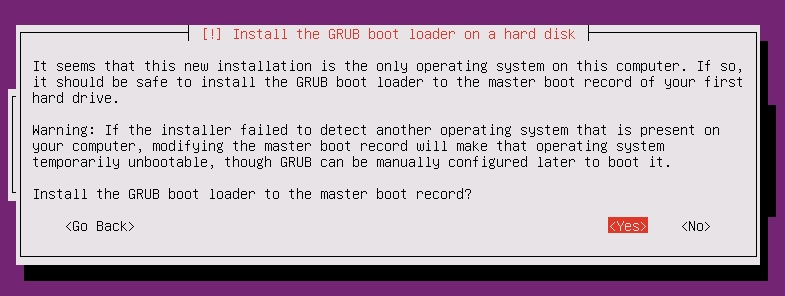 [!] Install the GRUB boot loader on a hard disk
It seems that this new installation is the only operating system on this computer. If so,
it should be safe to install the GRUB boot loader to the master boot record of your first
hard drive.
Warning: If the installer failed to detect another operating system that is present on
your computer, modifying the master boot record will make that operating system
temporarily unbootable, though GRUB can be manually configured later to boot it.
Install the GRUB boot loader to the master boot record?
<Go Back> <Yes> <No>